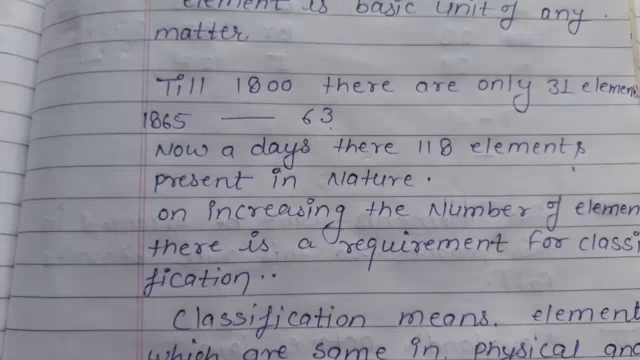 element is basic unit of any
matter.
Till 1800 there are only 31 elemen
1865 — 63
Now a days there 118 elements
present in Nature.
on increasing the Number of elemen
there is a requirement for classi
fication..
Classification means. element
which are same in physical and